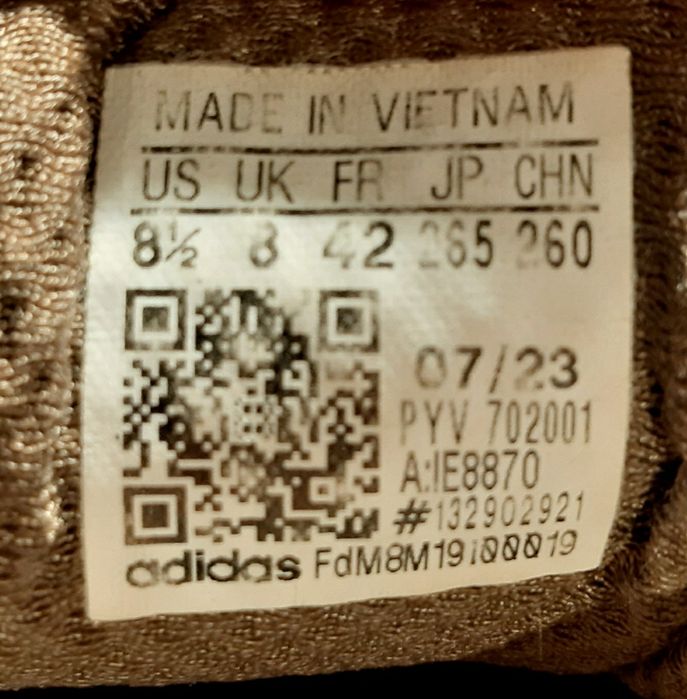 MADE IN VIETNAM
US UK FR JP CHN
8½ 8 42 265 260
07/23
PYV 702001
A:IE8870
#132902921
adidas FdM8M19i00019